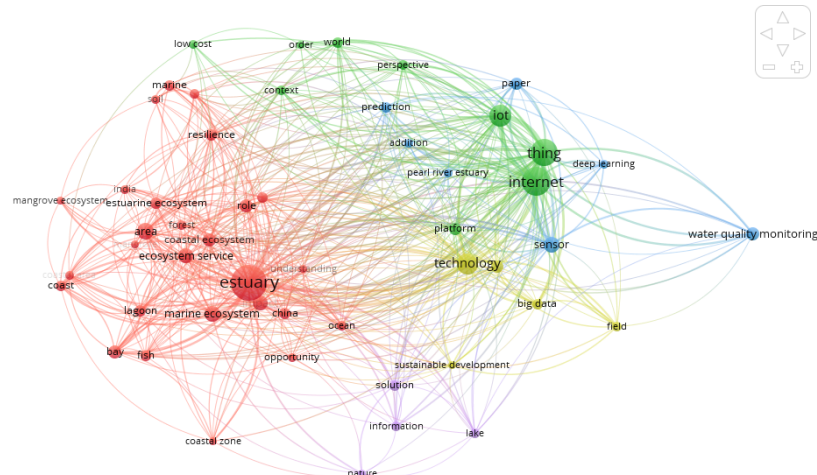 low cost
order
world
perspective
marine
soil
context
paper
prediction
iot
resilience
addition
thing
deep learning
pearl river estuary
internet
india
mangrove ecosystem
estuarine ecosystem
role
forest
area
coastal ecosystem
platform
water quality monitoring
sensor
ecosystem service
technology
understanding
coast
estuary
lagoon
marine ecosystem
china
big data
ocean
field
bay
fish
opportunity
sustainable development
solution
information
lake
coastal zone
nature